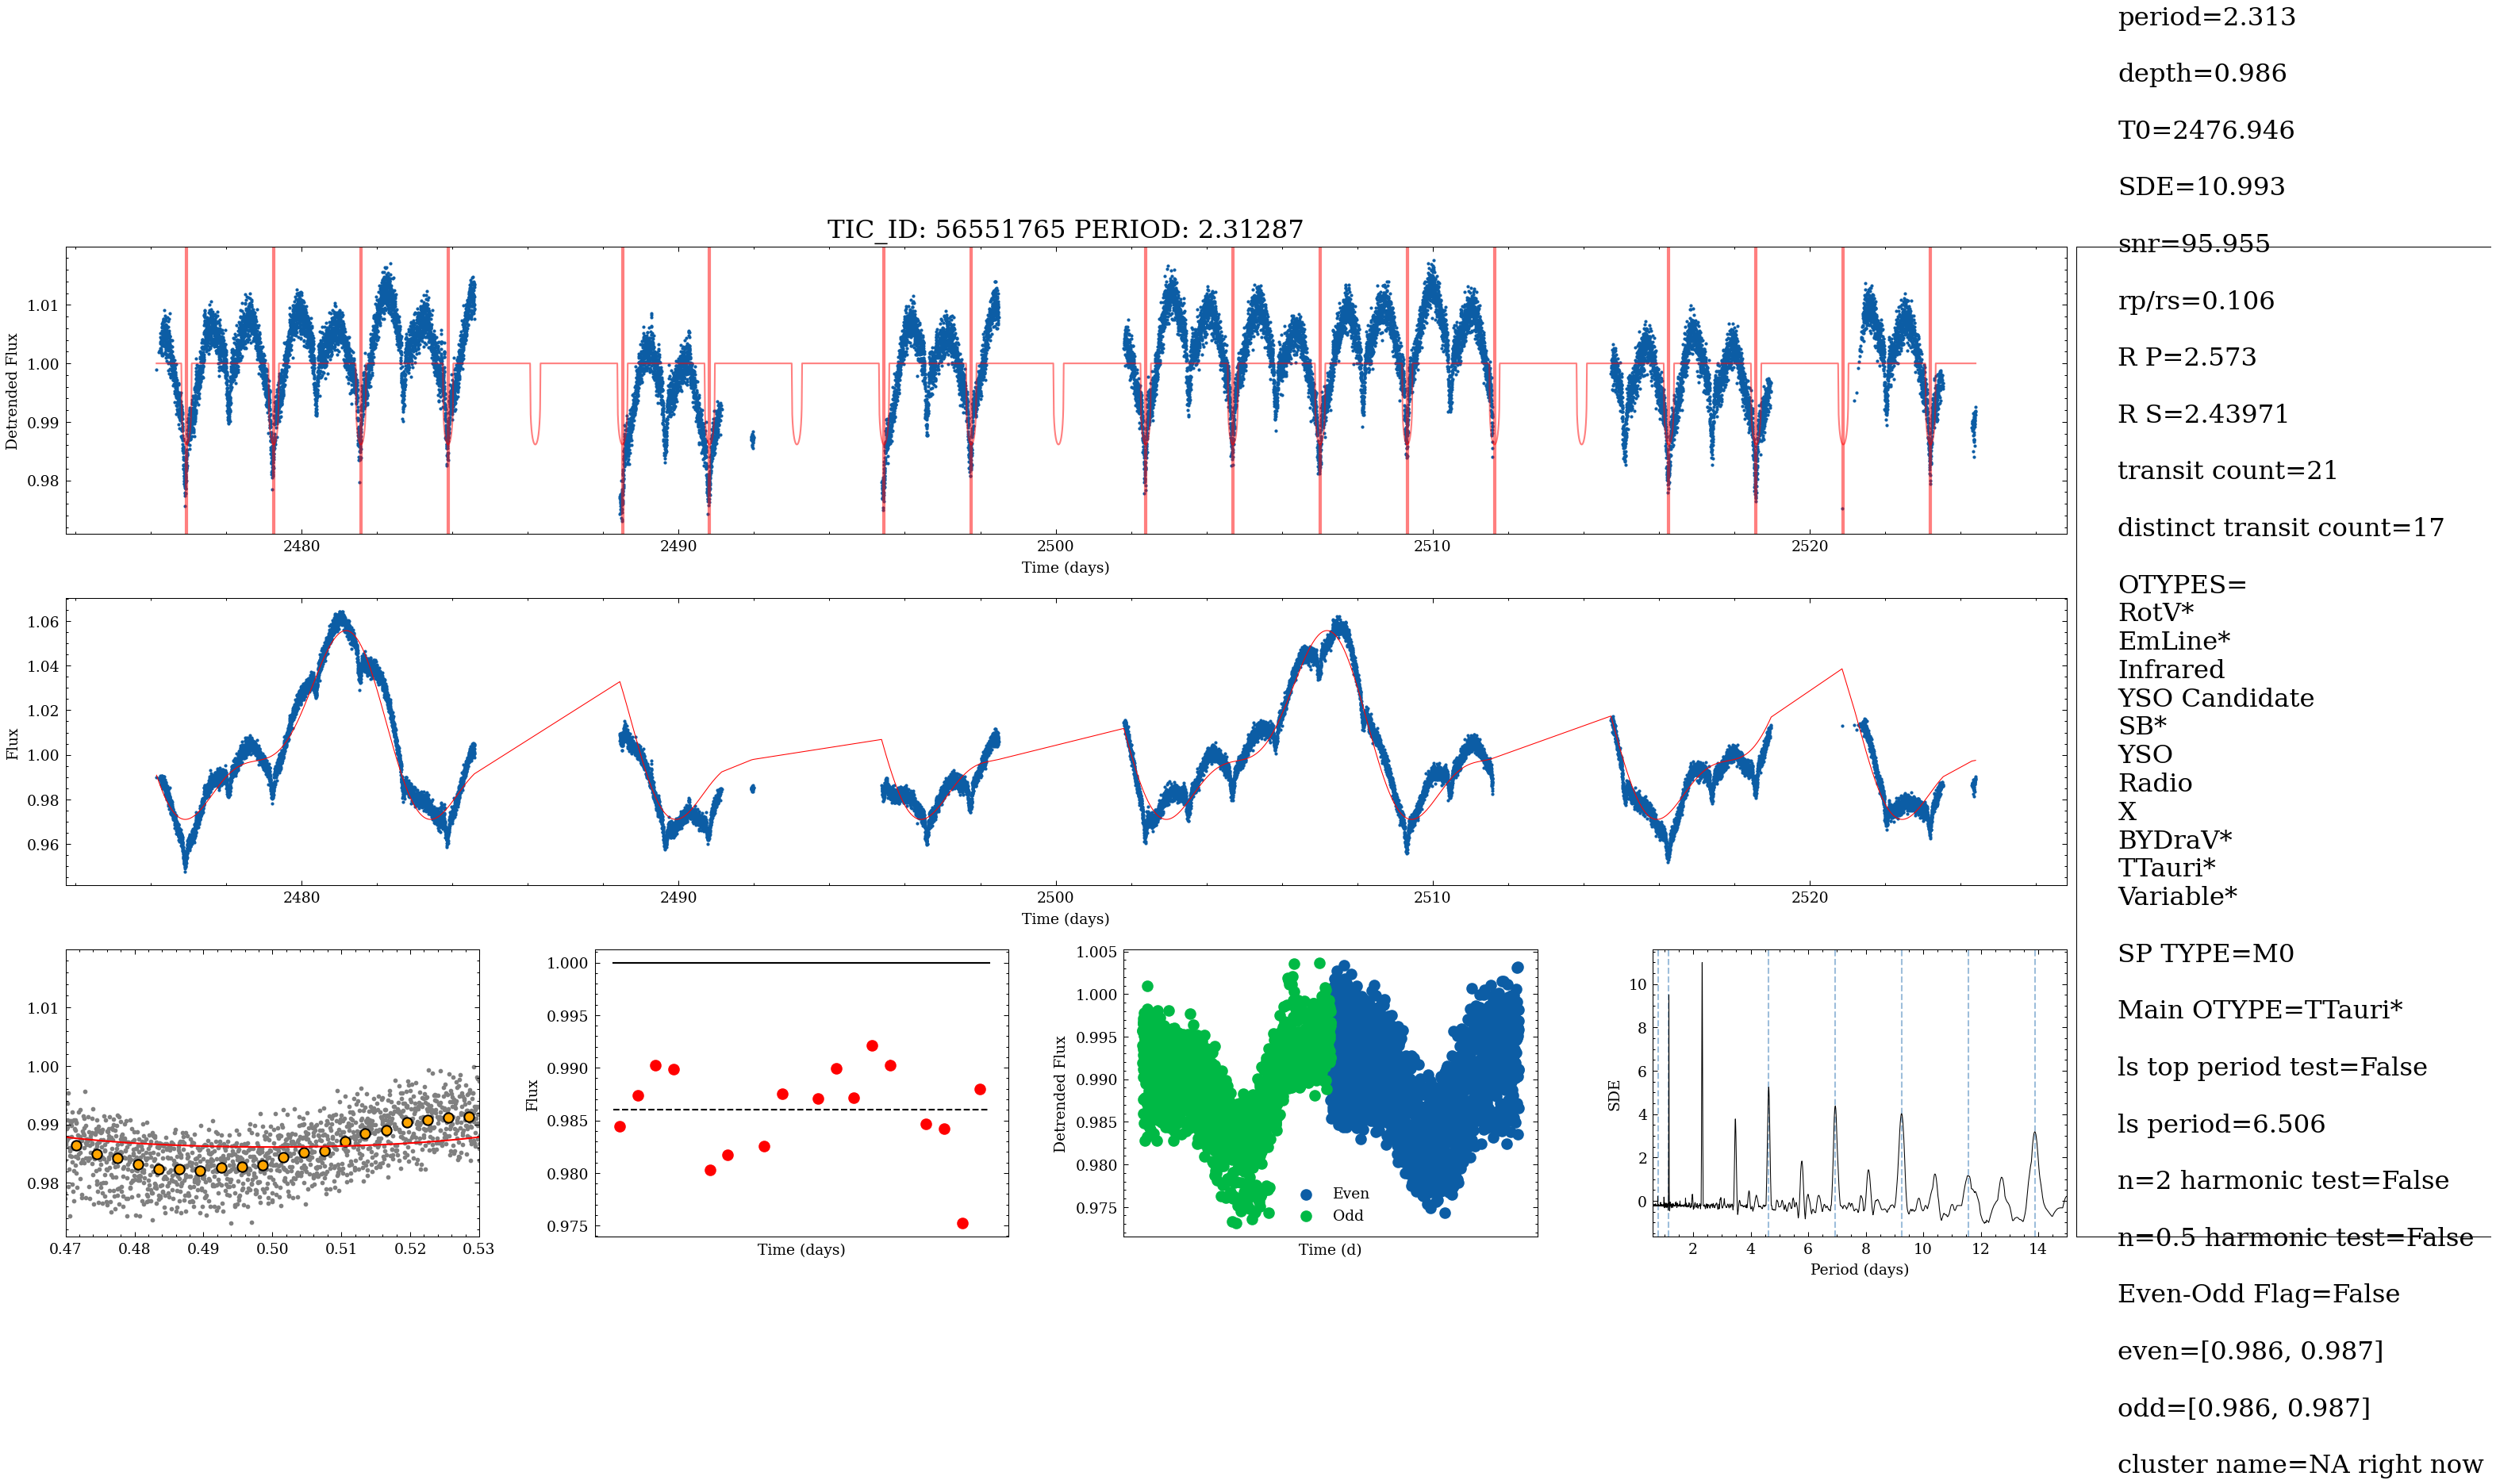 TIC_ID: 56551765 PERIOD: 2.31287
1.01
1.00
0.99
0.98
Detrended Flux
2480
2490
2500
2510
2520
Time (days)
1.06
1.04
1.02
1.00
0.98
0.96
Flux
2480
2490
2500
2510
2520
Time (days)
1.01
1.00
0.99
0.98
0.47
0.48
0.49
0.50
0.51
0.52
0.53
1.000
0.995
0.990
0.985
0.980
0.975
Flux
Time (days)
1.005
1.000
0.995
0.990
0.985
0.980
0.975
Detrended Flux
Even
Odd
Time (d)
10
8
6
4
2
0
SDE
2
4
6
8
10
12
14
Period (days)
period=2.313
depth=0.986
T0=2476.946
SDE=10.993
snr=95.955
rp/rs=0.106
R P=2.573
R S=2.43971
transit count=21
distinct transit count=17
OTYPES=
RotV*
EmLine*
Infrared
YSO Candidate
SB*
YSO
Radio
X
BYDraV*
TTauri*
Variable*
SP TYPE=M0
Main OTYPE=TTauri*
ls top period test=False
ls period=6.506
n=2 harmonic test=False
n=0.5 harmonic test=False
Even-Odd Flag=False
even=[0.986, 0.987]
odd=[0.986, 0.987]
cluster name=NA right now